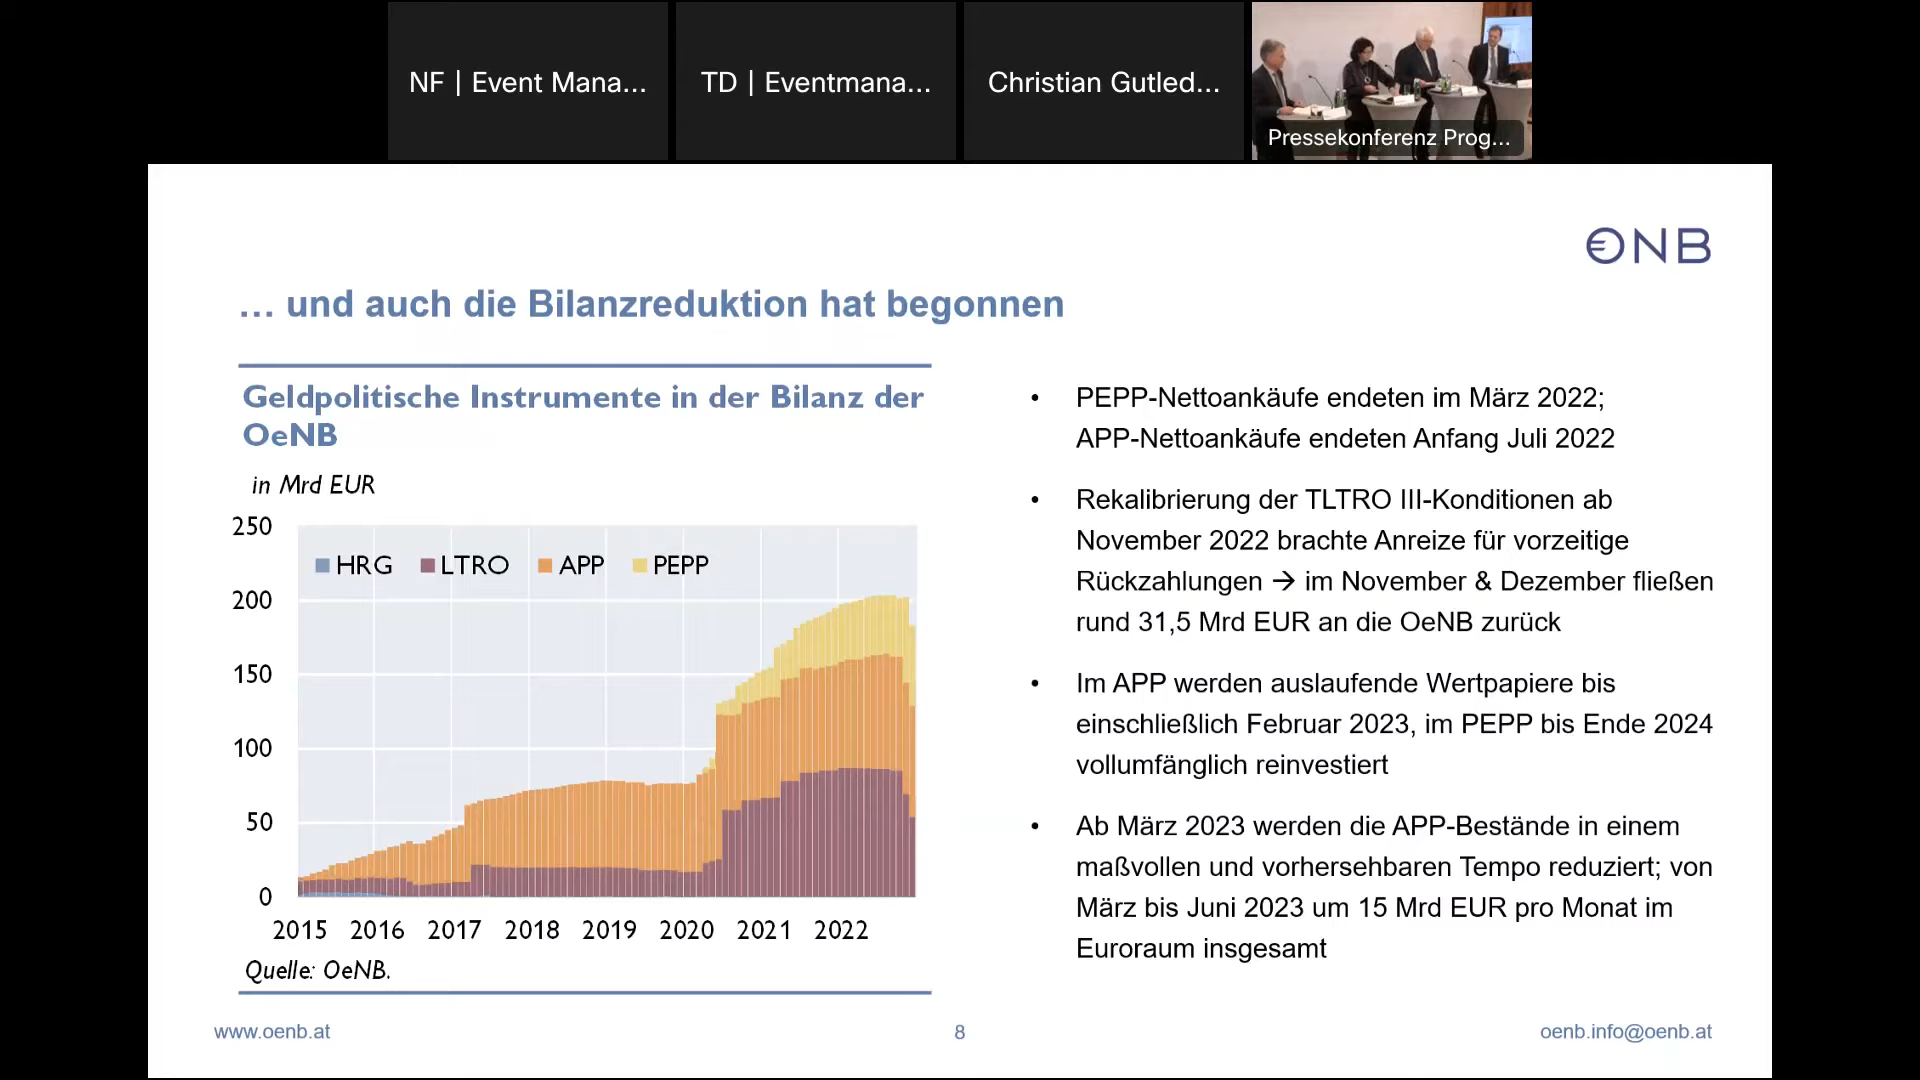 NF | Event Mana...
TD | Eventmana...
Christian Gutled...
Pressekonferenz Prog...
ONB
... und auch die Bilanzreduktion hat begonnen
Geldpolitische Instrumente in der Bilanz der
OeNB
in Mrd EUR
250
200
150
100
50
0
HRG LTRO APP PEPP
2015 2016 2017 2018 2019 2020 2021 2022
Quelle: OeNB.
• PEPP-Nettoankäufe endeten im März 2022;
APP-Nettoankäufe endeten Anfang Juli 2022
• Rekalibrierung der TLTRO III-Konditionen ab
November 2022 brachte Anreize für vorzeitige
Rückzahlungen → im November & Dezember fließen
rund 31,5 Mrd EUR an die OeNB zurück
• Im APP werden auslaufende Wertpapiere bis
einschließlich Februar 2023, im PEPP bis Ende 2024
vollumfänglich reinvestiert
• Ab März 2023 werden die APP-Bestände in einem
maßvollen und vorhersehbaren Tempo reduziert; von
März bis Juni 2023 um 15 Mrd EUR pro Monat im
Euroraum insgesamt
www.oenb.at
8
oenb.info@oenb.at